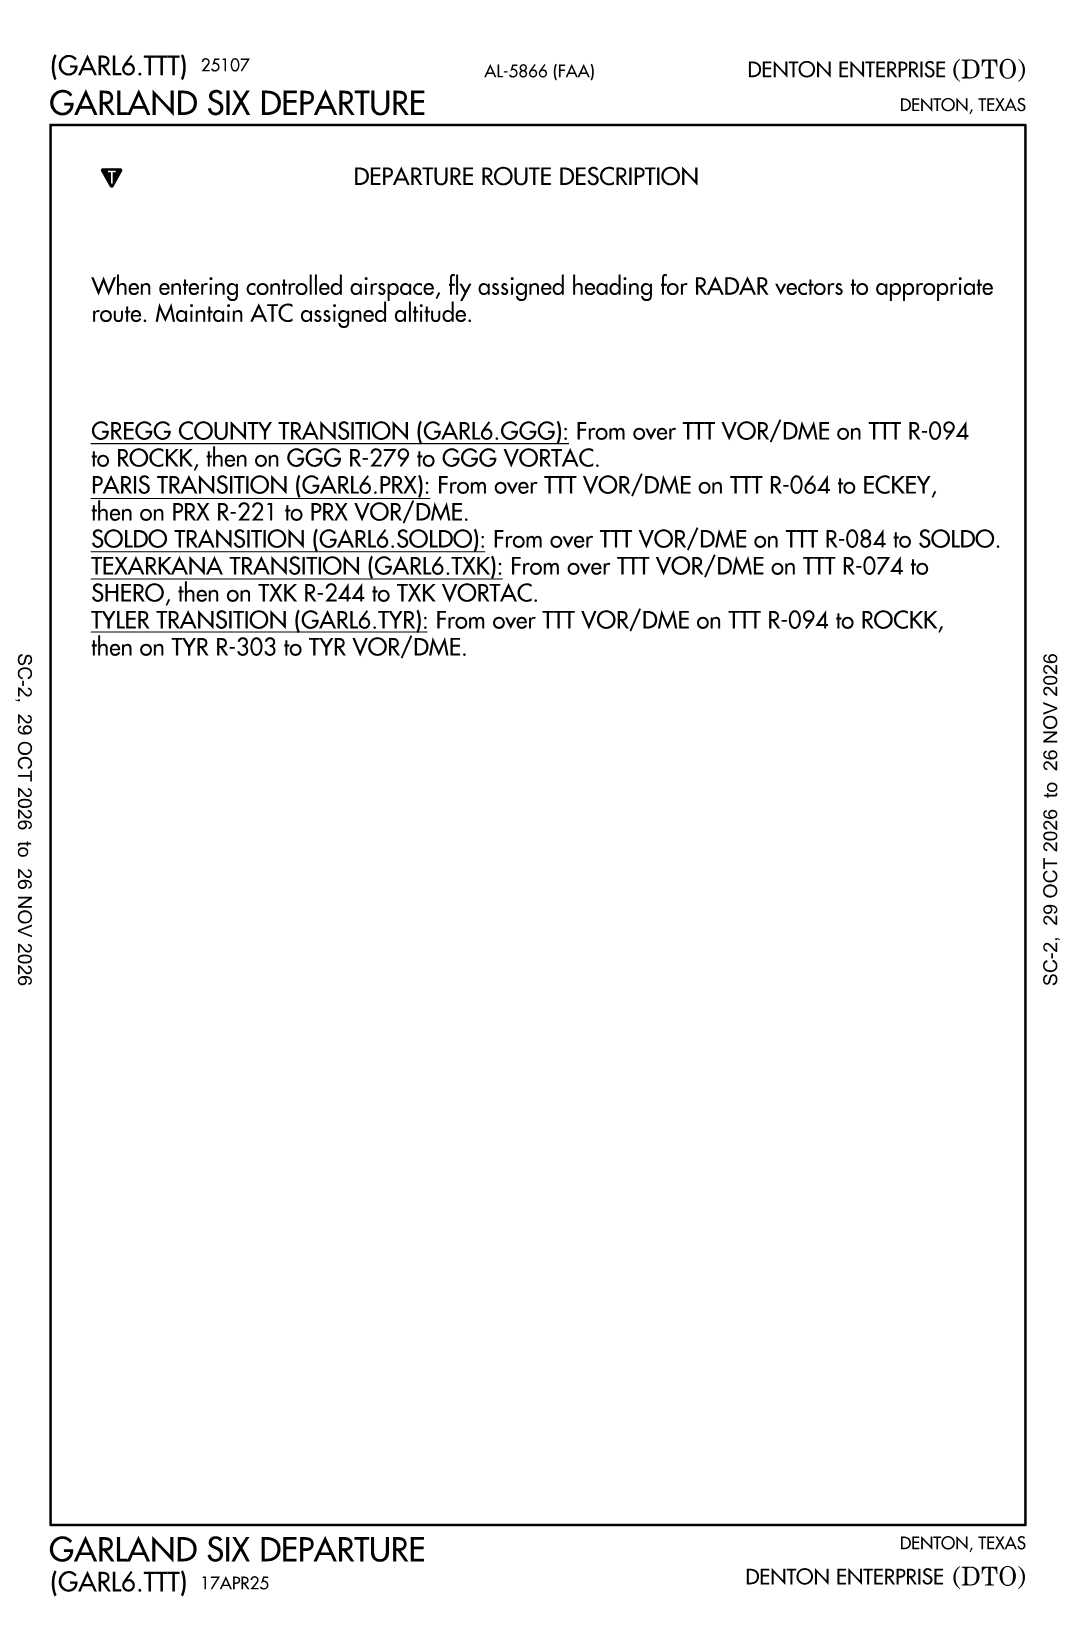 (GARL6.TTT) 25107
AL-5866 (FAA)
DENTON ENTERPRISE (DTO)
GARLAND SIX DEPARTURE
DENTON, TEXAS
T
DEPARTURE ROUTE DESCRIPTION
When entering controlled airspace, fly assigned heading for RADAR vectors to appropriate
route. Maintain ATC assigned altitude.
GREGG COUNTY TRANSITION (GARL6.GGG): From over TTT VOR/DME on TTT R-094
to ROCKK, then on GGG R-279 to GGG VORTAC.
PARIS TRANSITION (GARL6.PRX): From over TTT VOR/DME on TTT R-064 to ECKEY,
then on PRX R-221 to PRX VOR/DME.
SOLDO TRANSITION (GARL6.SOLDO): From over TTT VOR/DME on TTT R-084 to SOLDO.
TEXARKANA TRANSITION (GARL6.TXK): From over TTT VOR/DME on TTT R-074 to
SHERO, then on TXK R-244 to TXK VORTAC.
TYLER TRANSITION (GARL6.TYR): From over TTT VOR/DME on TTT R-094 to ROCKK,
then on TYR R-303 to TYR VOR/DME.
SC-2, 29 OCT 2026 to 26 NOV 2026
SC-2, 29 OCT 2026 to 26 NOV 2026
GARLAND SIX DEPARTURE
DENTON, TEXAS
(GARL6.TTT) 17APR25
DENTON ENTERPRISE (DTO)